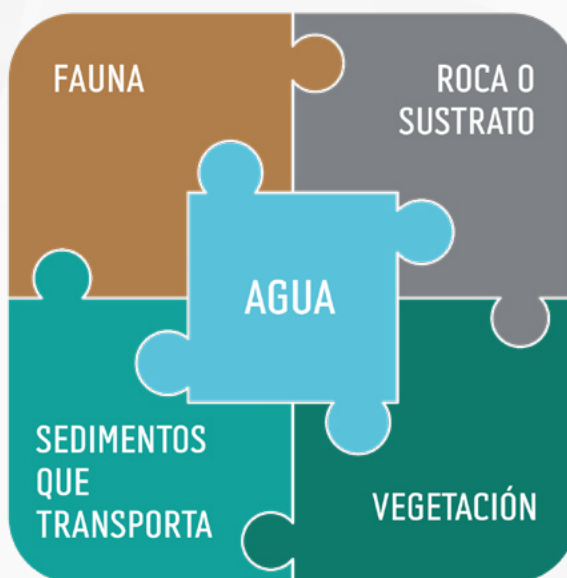 FAUNA
ROCA O
SUSTRATO
AGUA
SEDIMENTOS
QUE
TRANSPORTA
VEGETACIÓN